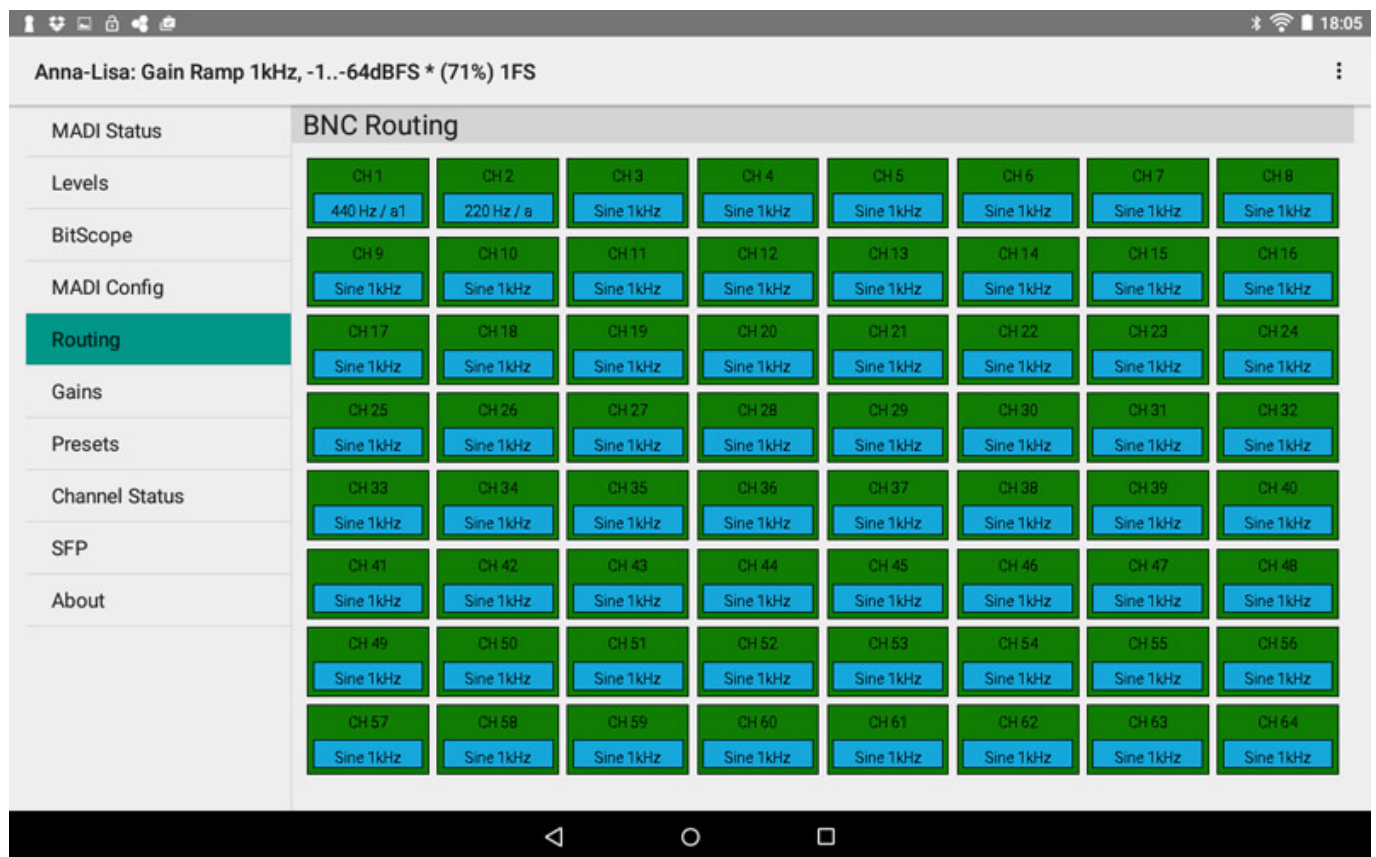 18:05
Anna-Lisa: Gain Ramp 1kHz, -1..-64dBFS * (71%) 1FS
MADI Status
Levels
BitScope
MADI Config
Routing
Gains
Presets
Channel Status
SFP
About
BNC Routing
CH 1 CH 2 CH 3 CH 4 CH 5 CH 6 CH 7 CH 8
440 Hz / a1 220 Hz / a Sine 1kHz Sine 1kHz Sine 1kHz Sine 1kHz Sine 1kHz Sine 1kHz
CH 9 CH 10 CH 11 CH 12 CH 13 CH 14 CH 15 CH 16
Sine 1kHz Sine 1kHz Sine 1kHz Sine 1kHz Sine 1kHz Sine 1kHz Sine 1kHz Sine 1kHz
CH 17 CH 18 CH 19 CH 20 CH 21 CH 22 CH 23 CH 24
Sine 1kHz Sine 1kHz Sine 1kHz Sine 1kHz Sine 1kHz Sine 1kHz Sine 1kHz Sine 1kHz
CH 25 CH 26 CH 27 CH 28 CH 29 CH 30 CH 31 CH 32
Sine 1kHz Sine 1kHz Sine 1kHz Sine 1kHz Sine 1kHz Sine 1kHz Sine 1kHz Sine 1kHz
CH 33 CH 34 CH 35 CH 36 CH 37 CH 38 CH 39 CH 40
Sine 1kHz Sine 1kHz Sine 1kHz Sine 1kHz Sine 1kHz Sine 1kHz Sine 1kHz Sine 1kHz
CH 41 CH 42 CH 43 CH 44 CH 45 CH 46 CH 47 CH 48
Sine 1kHz Sine 1kHz Sine 1kHz Sine 1kHz Sine 1kHz Sine 1kHz Sine 1kHz Sine 1kHz
CH 49 CH 50 CH 51 CH 52 CH 53 CH 54 CH 55 CH 56
Sine 1kHz Sine 1kHz Sine 1kHz Sine 1kHz Sine 1kHz Sine 1kHz Sine 1kHz Sine 1kHz
CH 57 CH 58 CH 59 CH 60 CH 61 CH 62 CH 63 CH 64
Sine 1kHz Sine 1kHz Sine 1kHz Sine 1kHz Sine 1kHz Sine 1kHz Sine 1kHz Sine 1kHz